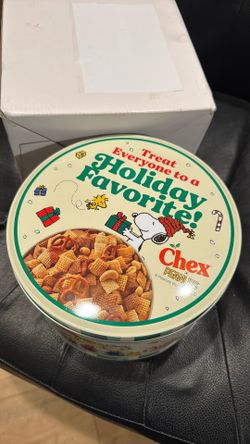 Treat
Everyone to a
Holiday
Favorite!
Chex